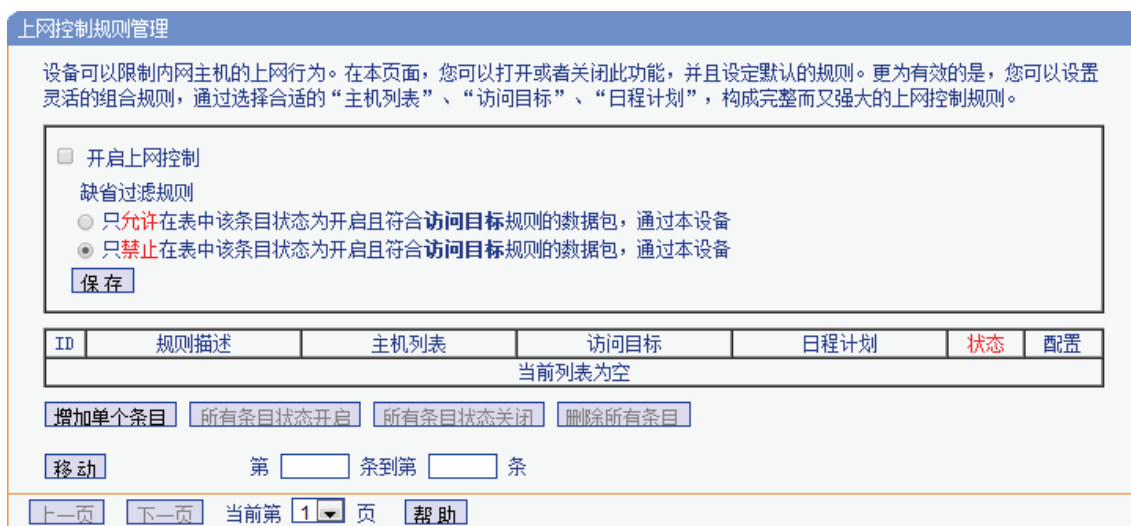 上网控制规则管理
设备可以限制内网主机的上网行为。在本页面，您可以打开或者关闭此功能，并且设定默认的规则。更为有效的是，您可以设置
灵活的组合规则，通过选择合适的“主机列表”、“访问目标”、“日程计划”，构成完整而又强大的上网控制规则。
开启上网控制
缺省过滤规则
只允许在表中该条目状态为开启且符合访问目标规则的数据包，通过本设备
只禁止在表中该条目状态为开启且符合访问目标规则的数据包，通过本设备
保存
ID 规则描述 主机列表 访问目标 日程计划 状态 配置
当前列表为空
增加单个条目 所有条目状态开启 所有条目状态关闭 删除所有条目
移动 第 条到第 条
上一页 下一页 当前第 1 页 帮助